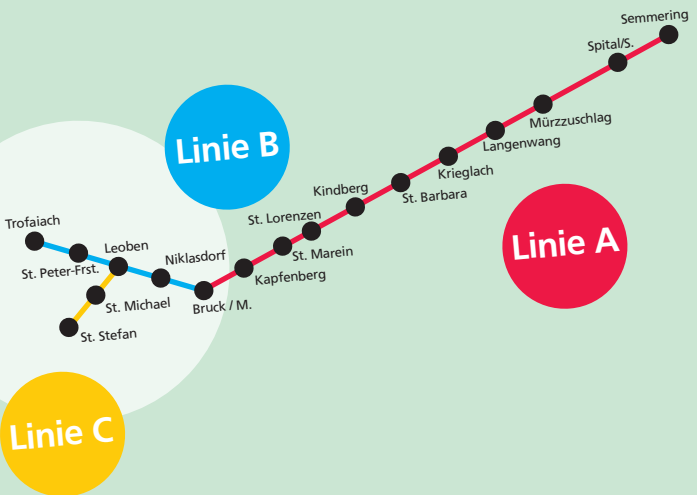 Semmering
Spital/S.
Mürzzuschlag
Langenwang
Linie B
Krieglach
Kindberg
St. Barbara
St. Lorenzen
Trofaiach
Linie A
Leoben
St. Marein
Niklasdorf
St. Peter-Frst.
Kapfenberg
St. Michael
Bruck / M.
St. Stefan
Linie C